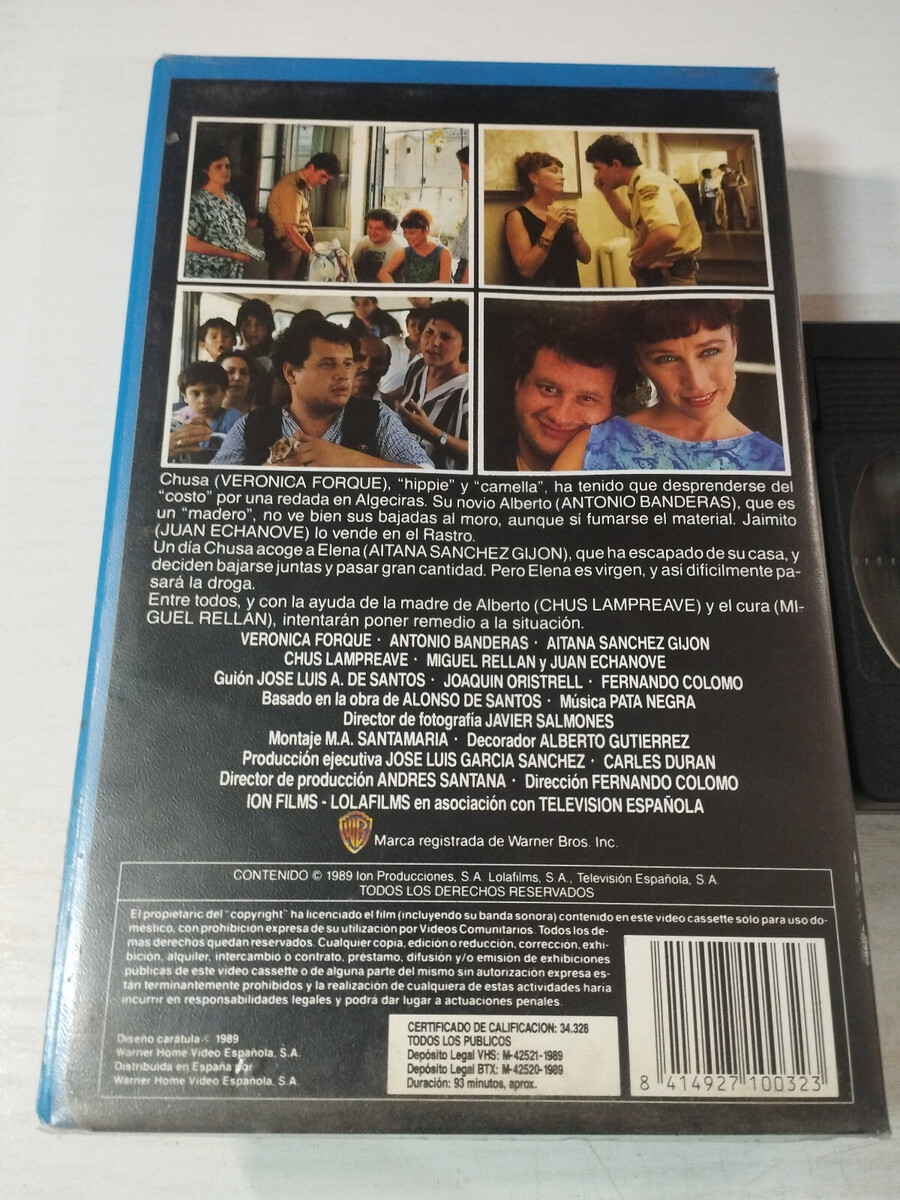 Chusa (VERONICA FORQUE), "hippie" y "camella", ha tenido que desprenderse del
"costo" por una redada en Algeciras. Su novio Alberto (ANTONIO BANDERAS), que es
un "madero", no ve bien sus bajadas al moro, aunque sí fumarse el material. Jaimito
(JUAN ECHANOVE) lo vende en el Rastro.
Un día Chusa acoge a Elena (AITANA SANCHEZ GIJON), que ha escapado de su casa, y
deciden bajarse juntas y pasar gran cantidad. Pero Elena es virgen, y así difícilmente pa-
sará la droga.
Entre todos, y con la ayuda de la madre de Alberto (CHUS LAMPREAVE) y el cura (MI-
GUEL RELLAN), intentarán poner remedio a la situación.
VERONICA FORQUE · ANTONIO BANDERAS · AITANA SANCHEZ GIJON
CHUS LAMPREAVE · MIGUEL RELLAN y JUAN ECHANOVE
Guión JOSE LUIS A. DE SANTOS · JOAQUIN ORISTRELL · FERNANDO COLOMO
Basado en la obra de ALONSO DE SANTOS · Música PATA NEGRA
Director de fotografía JAVIER SALMONES
Montaje M.A. SANTAMARIA · Decorador ALBERTO GUTIERREZ
Producción ejecutiva JOSE LUIS GARCIA SANCHEZ · CARLES DURAN
Director de producción ANDRES SANTANA · Dirección FERNANDO COLOMO
ION FILMS - LOLAFILMS en asociación con TELEVISION ESPAÑOLA
WB Marca registrada de Warner Bros. Inc.
CONTENIDO © 1989 Ion Producciones, S.A. Lolafilms, S.A., Televisión Española, S.A.
TODOS LOS DERECHOS RESERVADOS
El propietario del "copyright" ha licenciado el film (incluyendo su banda sonora) contenido en este video cassette solo para uso do-
méstico, con prohibición expresa de su utilización por Videos Comunitarios. Todos los de-
mas derechos quedan reservados. Cualquier copia, edición o reducción, corrección, exhi-
bición, alquiler, intercambio o contrato, préstamo, difusión y/o emisión de exhibiciones
públicas de este video cassette o de alguna parte del mismo sin autorización expresa es-
tán terminantemente prohibidos y la realización de cualquiera de estas actividades haria
incurrir en responsabilidades legales y podrá dar lugar a actuaciones penales.
Diseño carátula © 1989
Warner Home Video Española, S.A.
Distribuida en España por
Warner Home Video Española, S.A.
CERTIFICADO DE CALIFICACION: 34.328
TODOS LOS PUBLICOS
Depósito Legal VHS: M-42521-1989
Depósito Legal BTX: M-42520-1989
Duración: 93 minutos, aprox.
8 414927 100323